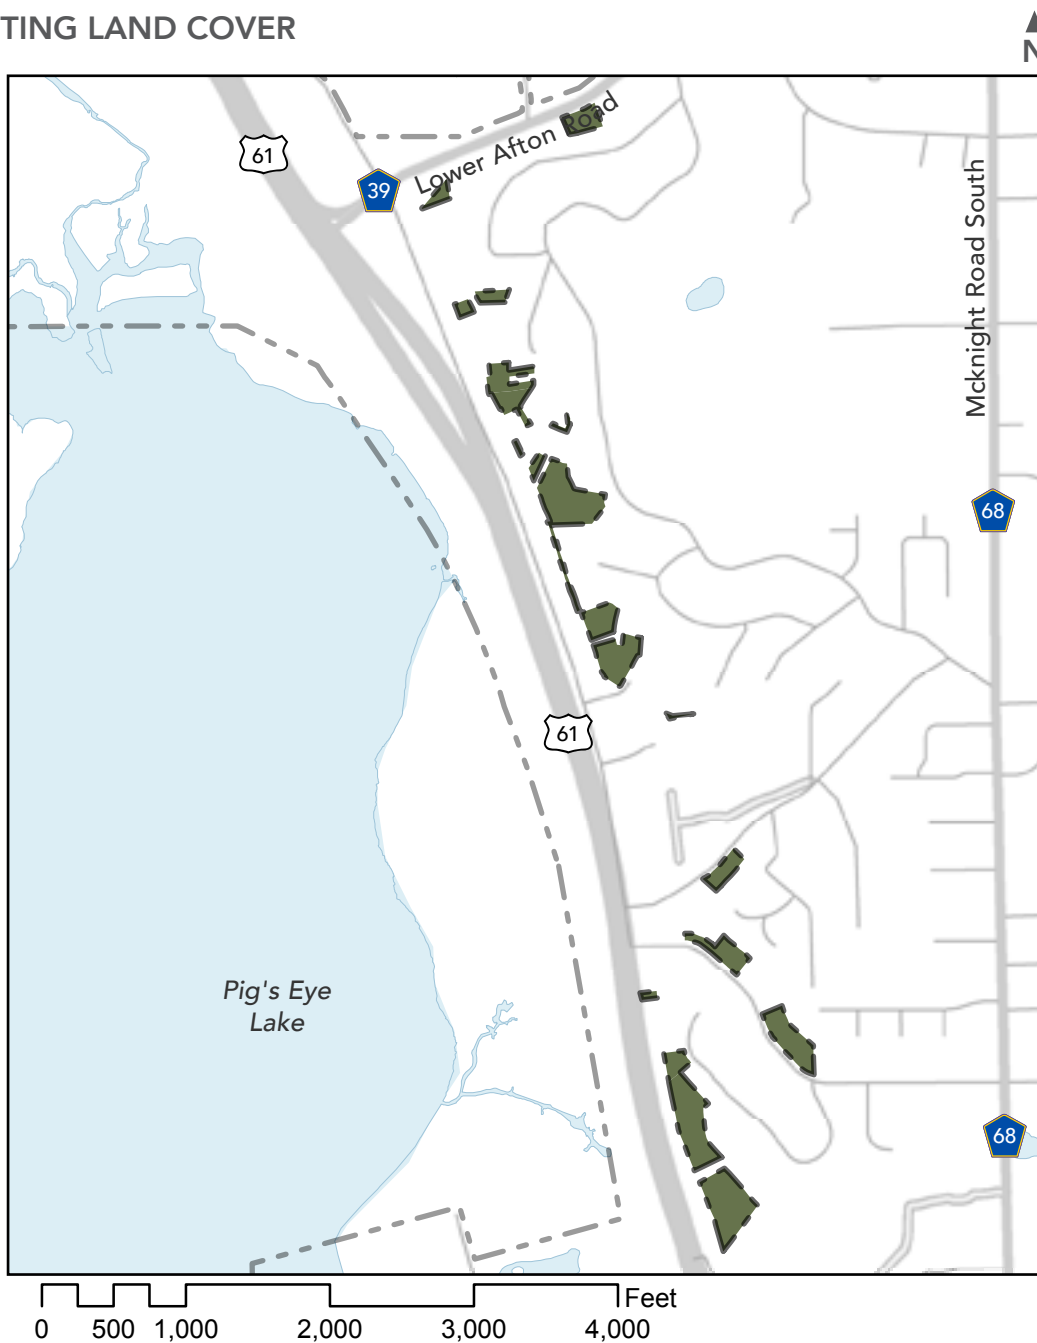 TING LAND COVER
N
61
39
Lower Afton Road
Mcknight Road South
68
61
Pig's Eye
Lake
68
Feet
0 500 1,000 2,000 3,000 4,000